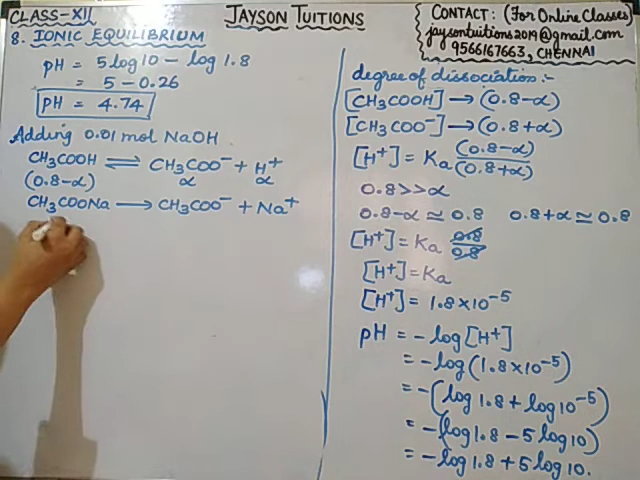 CLASS-XII
JAYSON TUITIONS
CONTACT: (For Online Classes)
jaysontuitions2019@gmail.com
9566167663, CHENNAI
8. IONIC EQUILIBRIUM
pH = 5log10 - log 1.8
= 5 - 0.26
pH = 4.74
Adding 0.01 mol NaOH
CH₃COOH ⇌ CH₃COO⁻ + H⁺
(0.8-α) α α
CH₃COONa ⟶ CH₃COO⁻ + Na⁺
degree of dissociation:-
[CH₃COOH] → (0.8-α)
[CH₃COO⁻] → (0.8+α)
[H⁺] = Ka (0.8-α)/(0.8+α)
0.8>>α
0.8-α ≃ 0.8 0.8+α ≃ 0.8
[H⁺] = Ka 0.8/0.8
[H⁺] = Ka
[H⁺] = 1.8×10⁻⁵
pH = -log [H⁺]
= -log (1.8×10⁻⁵)
= -(log 1.8 + log 10⁻⁵)
= -(log 1.8 - 5 log 10)
= -log 1.8 + 5 log 10.